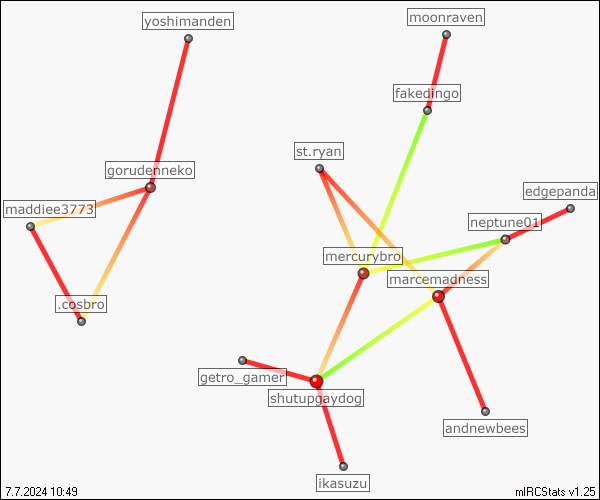 moonraven
yoshimanden
fakedingo
st.ryan
gorudenneko
edgepanda
maddiee3773
neptune01
mercurybro
marcemadness
.cosbro
getro_gamer
shutupgaydog
andnewbees
ikasuzu
7.7.2024 10:49
mIRCStats v1.25